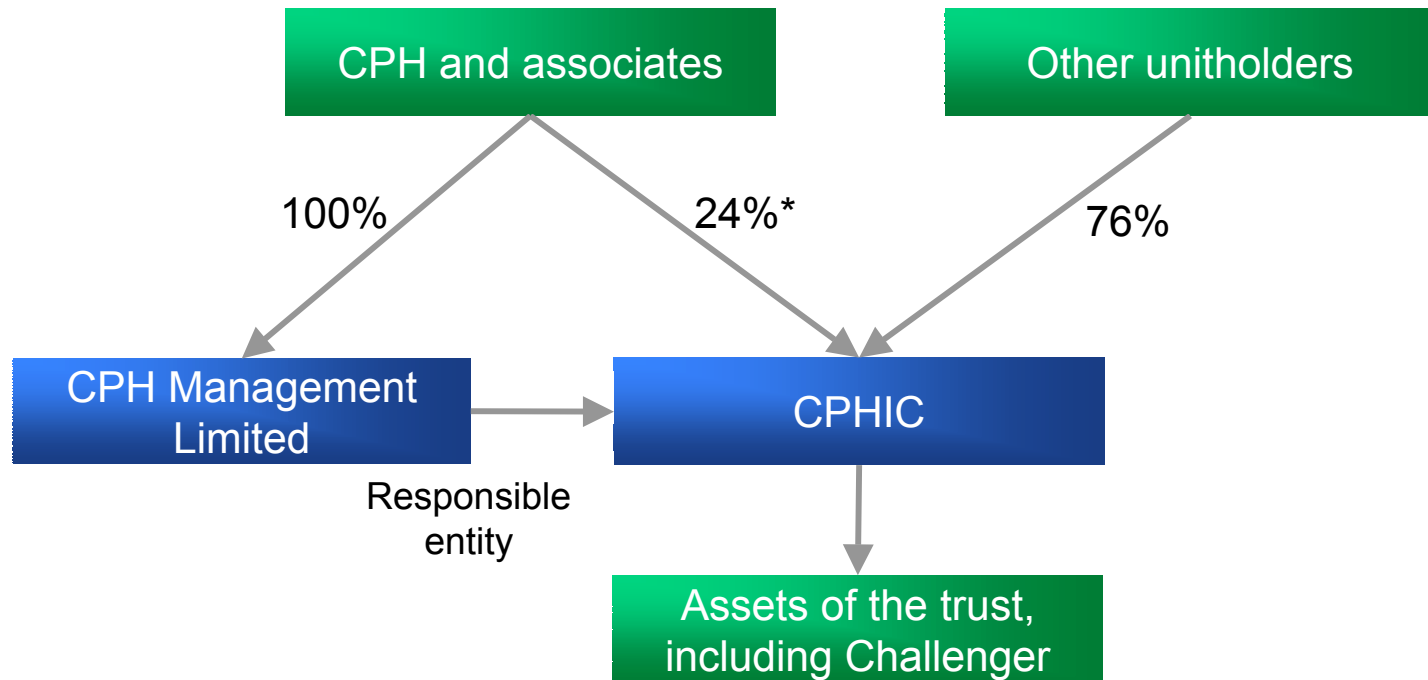 CPH and associates
Other unitholders
100%
24%*
76%
CPH Management
Limited
CPHIC
Responsible
entity
Assets of the trust,
including Challenger